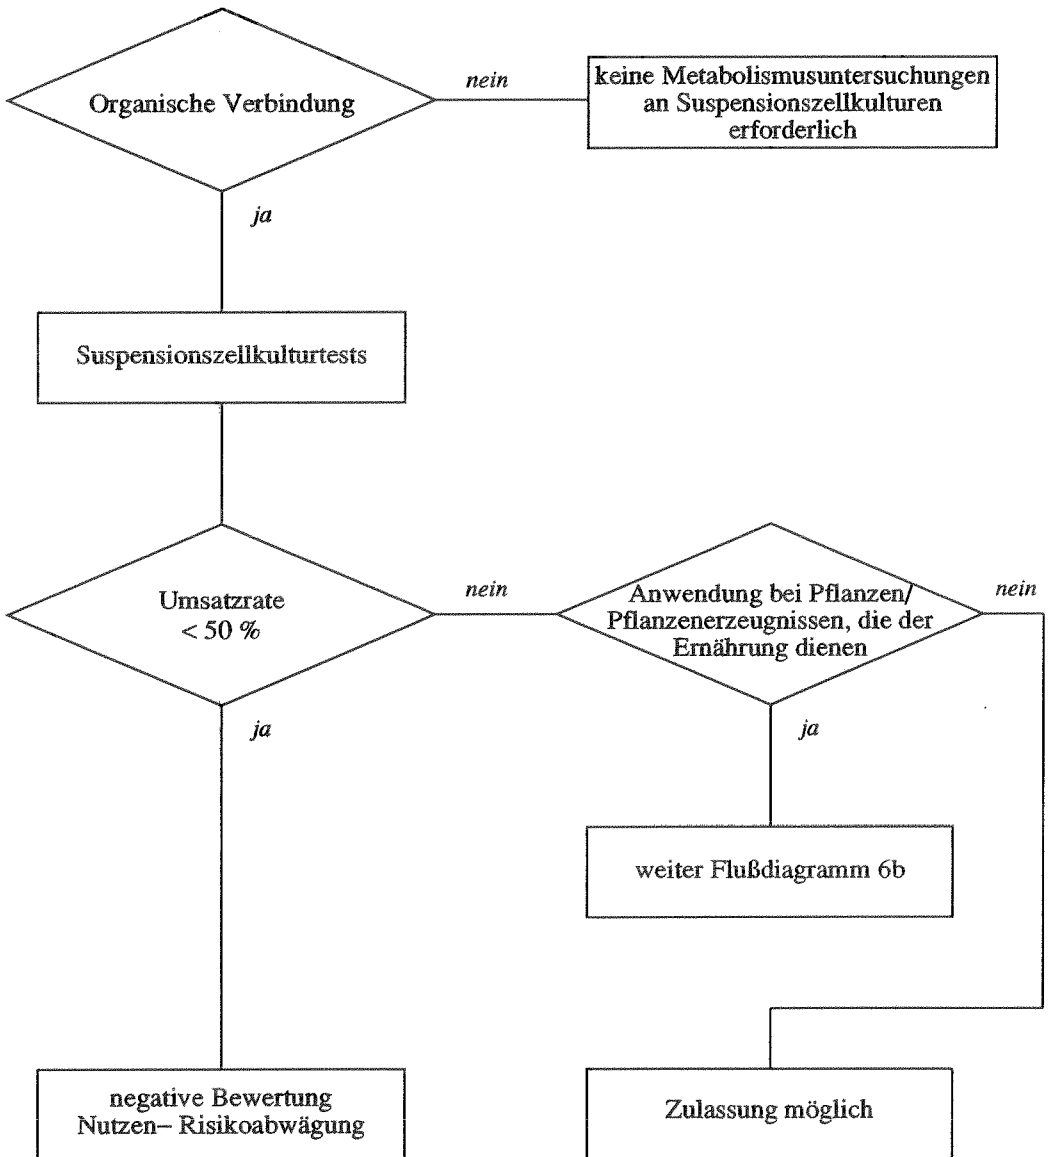 Organische Verbindung
nein
keine Metabolismusuntersuchungen
an Suspensionszellkulturen
erforderlich
ja
Suspensionszellkulturtests
Umsatzrate
< 50 %
nein
Anwendung bei Pflanzen/
Pflanzenerzeugnissen, die der
Ernährung dienen
nein
ja
ja
weiter Flußdiagramm 6b
negative Bewertung
Nutzen– Risikoabwägung
Zulassung möglich